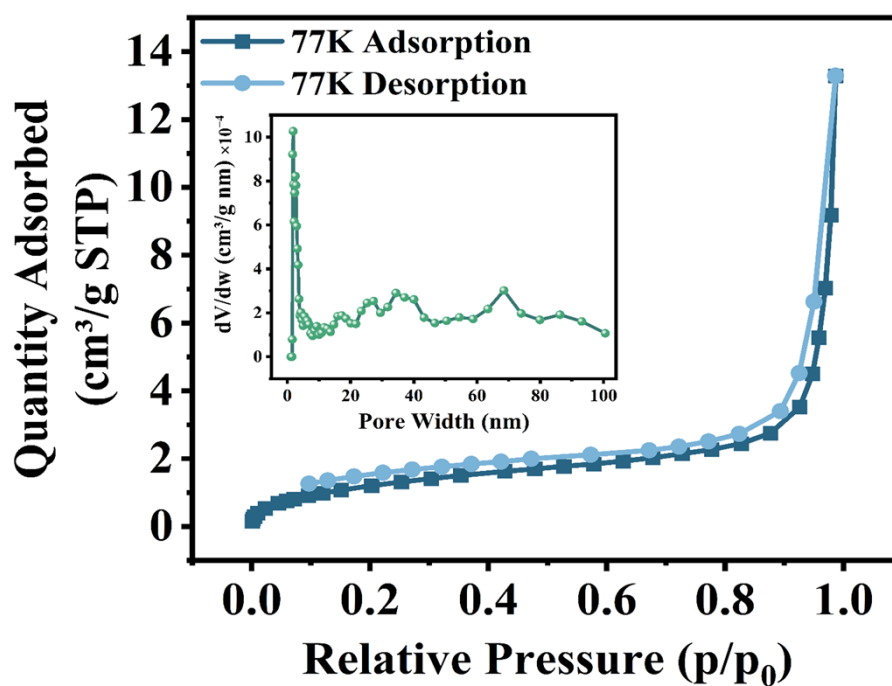 77K Adsorption
77K Desorption
Quantity Adsorbed
(cm³/g STP)
14
12
10
8
6
4
2
0
0.0 0.2 0.4 0.6 0.8 1.0
Relative Pressure (p/p₀)
dV/dw (cm³/g nm) ×10⁻⁴
10
8
6
4
2
0
0 20 40 60 80 100
Pore Width (nm)